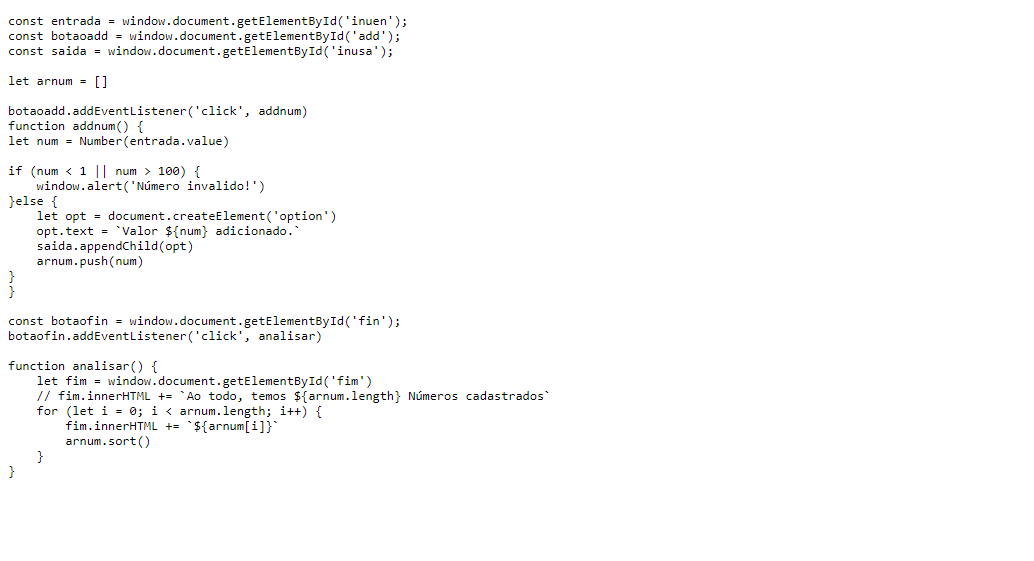 const entrada = window.document.getElementById('inuen');
const botaoadd = window.document.getElementById('add');
const saida = window.document.getElementById('inusa');

let arnum = []

botaoadd.addEventListener('click', addnum)
function addnum() {
let num = Number(entrada.value)

if (num < 1 || num > 100) {
    window.alert('Número invalido!')
}else {
    let opt = document.createElement('option')
    opt.text = `Valor ${num} adicionado.`
    saida.appendChild(opt)
    arnum.push(num)
}
}

const botaofin = window.document.getElementById('fin');
botaofin.addEventListener('click', analisar)

function analisar() {
    let fim = window.document.getElementById('fim')
    // fim.innerHTML += `Ao todo, temos ${arnum.length} Números cadastrados`
    for (let i = 0; i < arnum.length; i++) {
        fim.innerHTML += `${arnum[i]}`
        arnum.sort()
    }
}